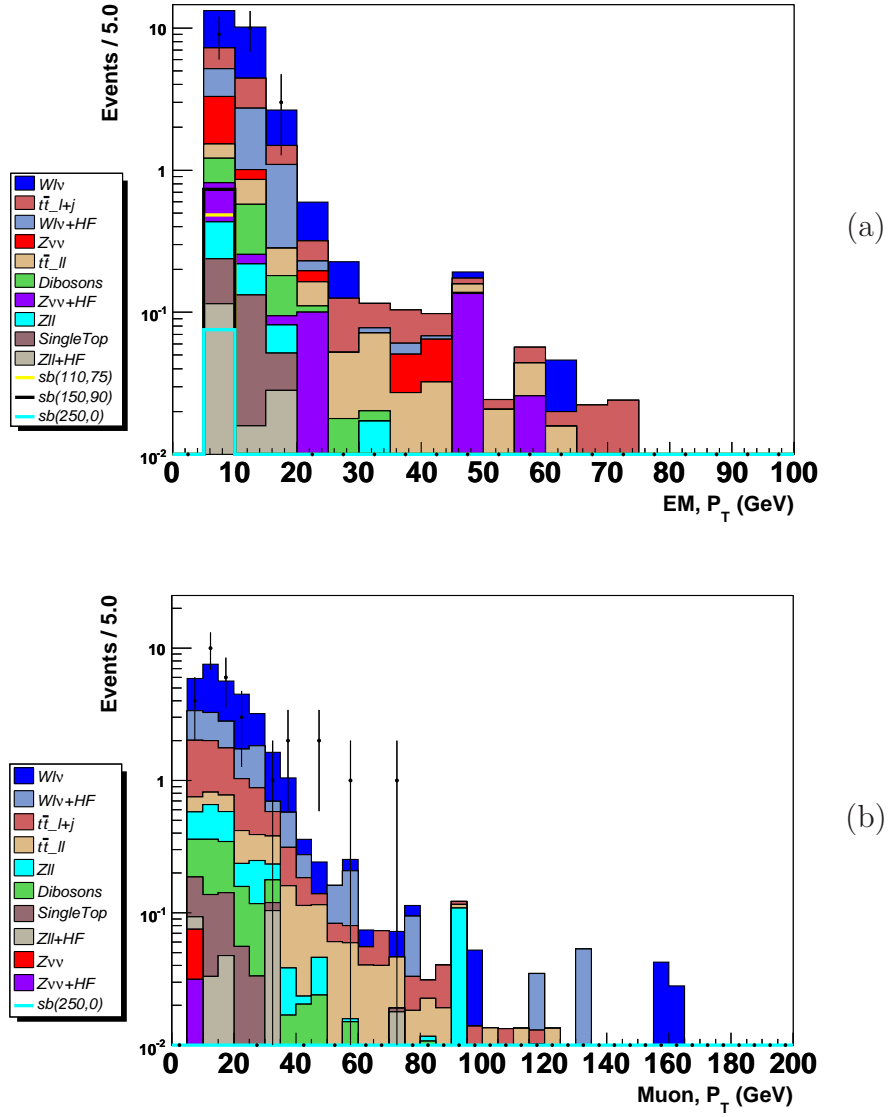 Events / 5.0
10
1
10-1
10-2
0 10 20 30 40 50 60 70 80 90 100
EM, PT (GeV)
Wlν
tt̄_l+j
Wlν+HF
Zνν
tt̄_ll
Dibosons
Zνν+HF
Zll
SingleTop
Zll+HF
sb(110,75)
sb(150,90)
sb(250,0)
(a)
Events / 5.0
10
1
10-1
10-2
0 20 40 60 80 100 120 140 160 180 200
Muon, PT (GeV)
Wlν
Wlν+HF
tt̄_l+j
tt̄_ll
Zll
Dibosons
SingleTop
Zll+HF
Zνν
Zνν+HF
sb(250,0)
(b)